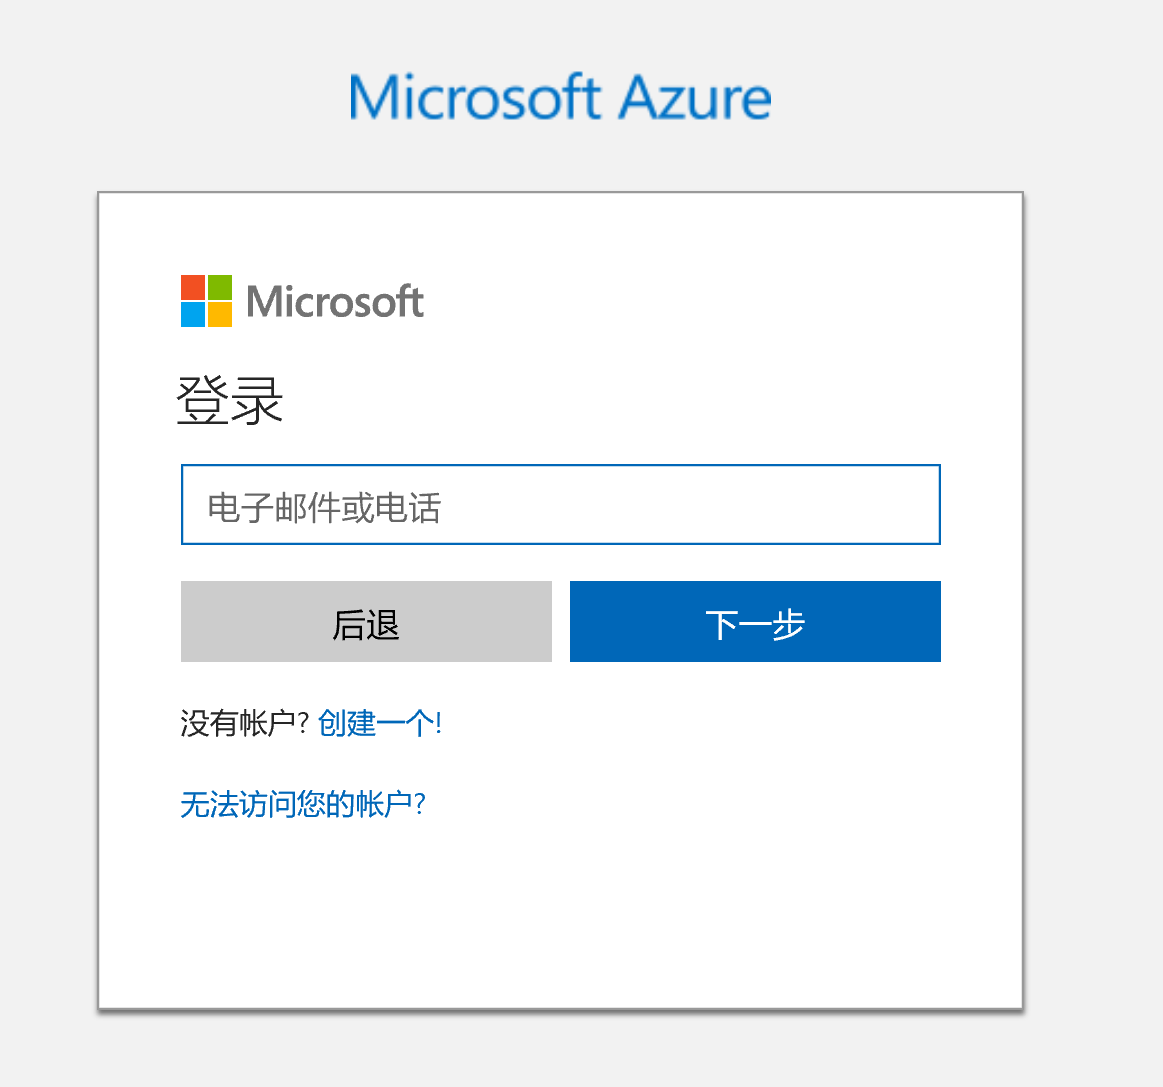 Microsoft Azure
Microsoft
登录
电子邮件或电话
后退
下一步
没有帐户? 创建一个!
无法访问您的帐户?